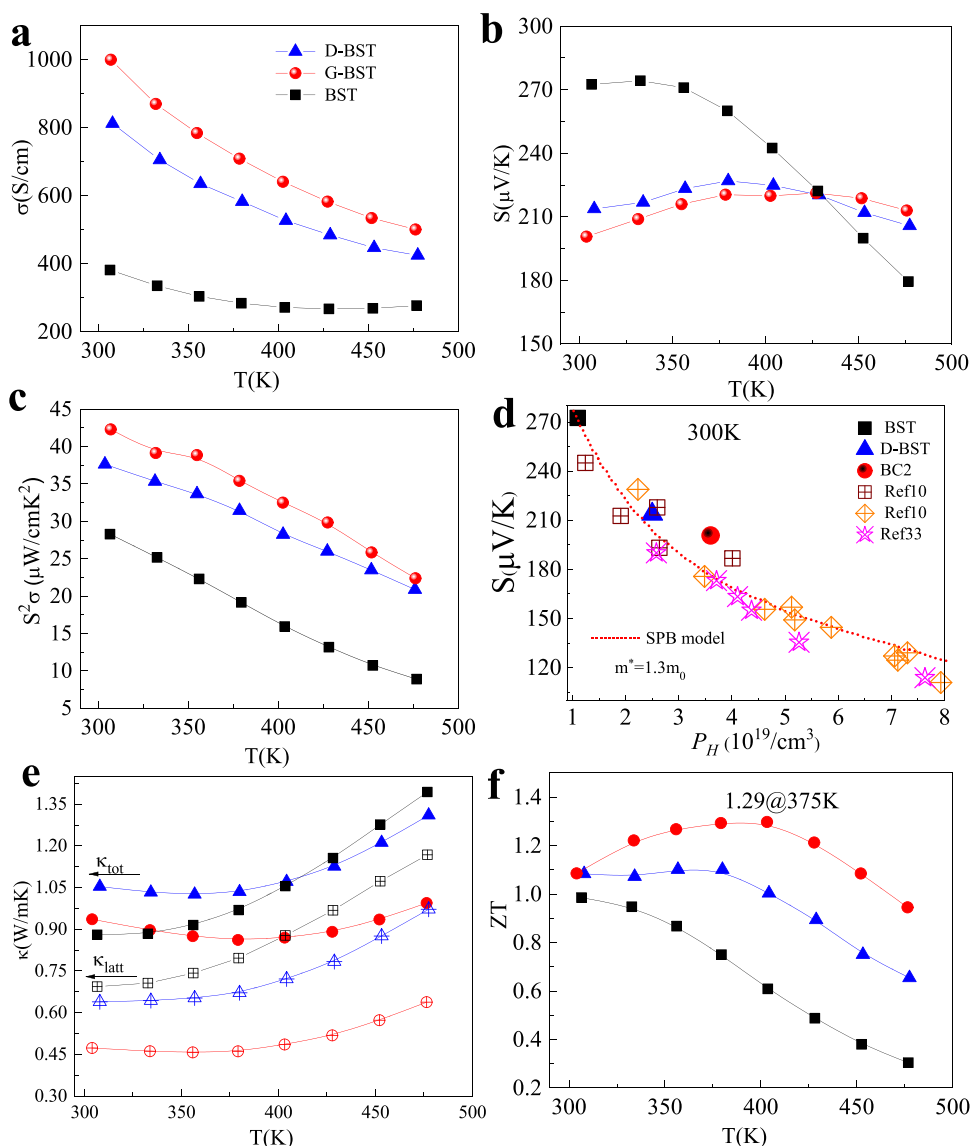 a
1000
800
600
400
200
σ(S/cm)
D-BST
G-BST
BST
300
350
400
450
500
T(K)
b
300
270
240
210
180
150
S(μV/K)
300
350
400
450
500
T(K)
c
45
40
35
30
25
20
15
10
5
S²σ (μW/cmK²)
300
350
400
450
500
T(K)
d
270
240
210
180
150
120
S(μV/K)
300K
BST
D-BST
BC2
Ref10
Ref10
Ref33
SPB model
m*=1.3m₀
1
2
3
4
5
6
7
8
P_H (10¹⁹/cm³)
e
1.35
1.20
1.05
0.90
0.75
0.60
0.45
0.30
κ(W/mK)
κtot
κlatt
300
350
400
450
500
T(K)
f
1.4
1.2
1.0
0.8
0.6
0.4
0.2
ZT
1.29@375K
300
350
400
450
500
T(K)